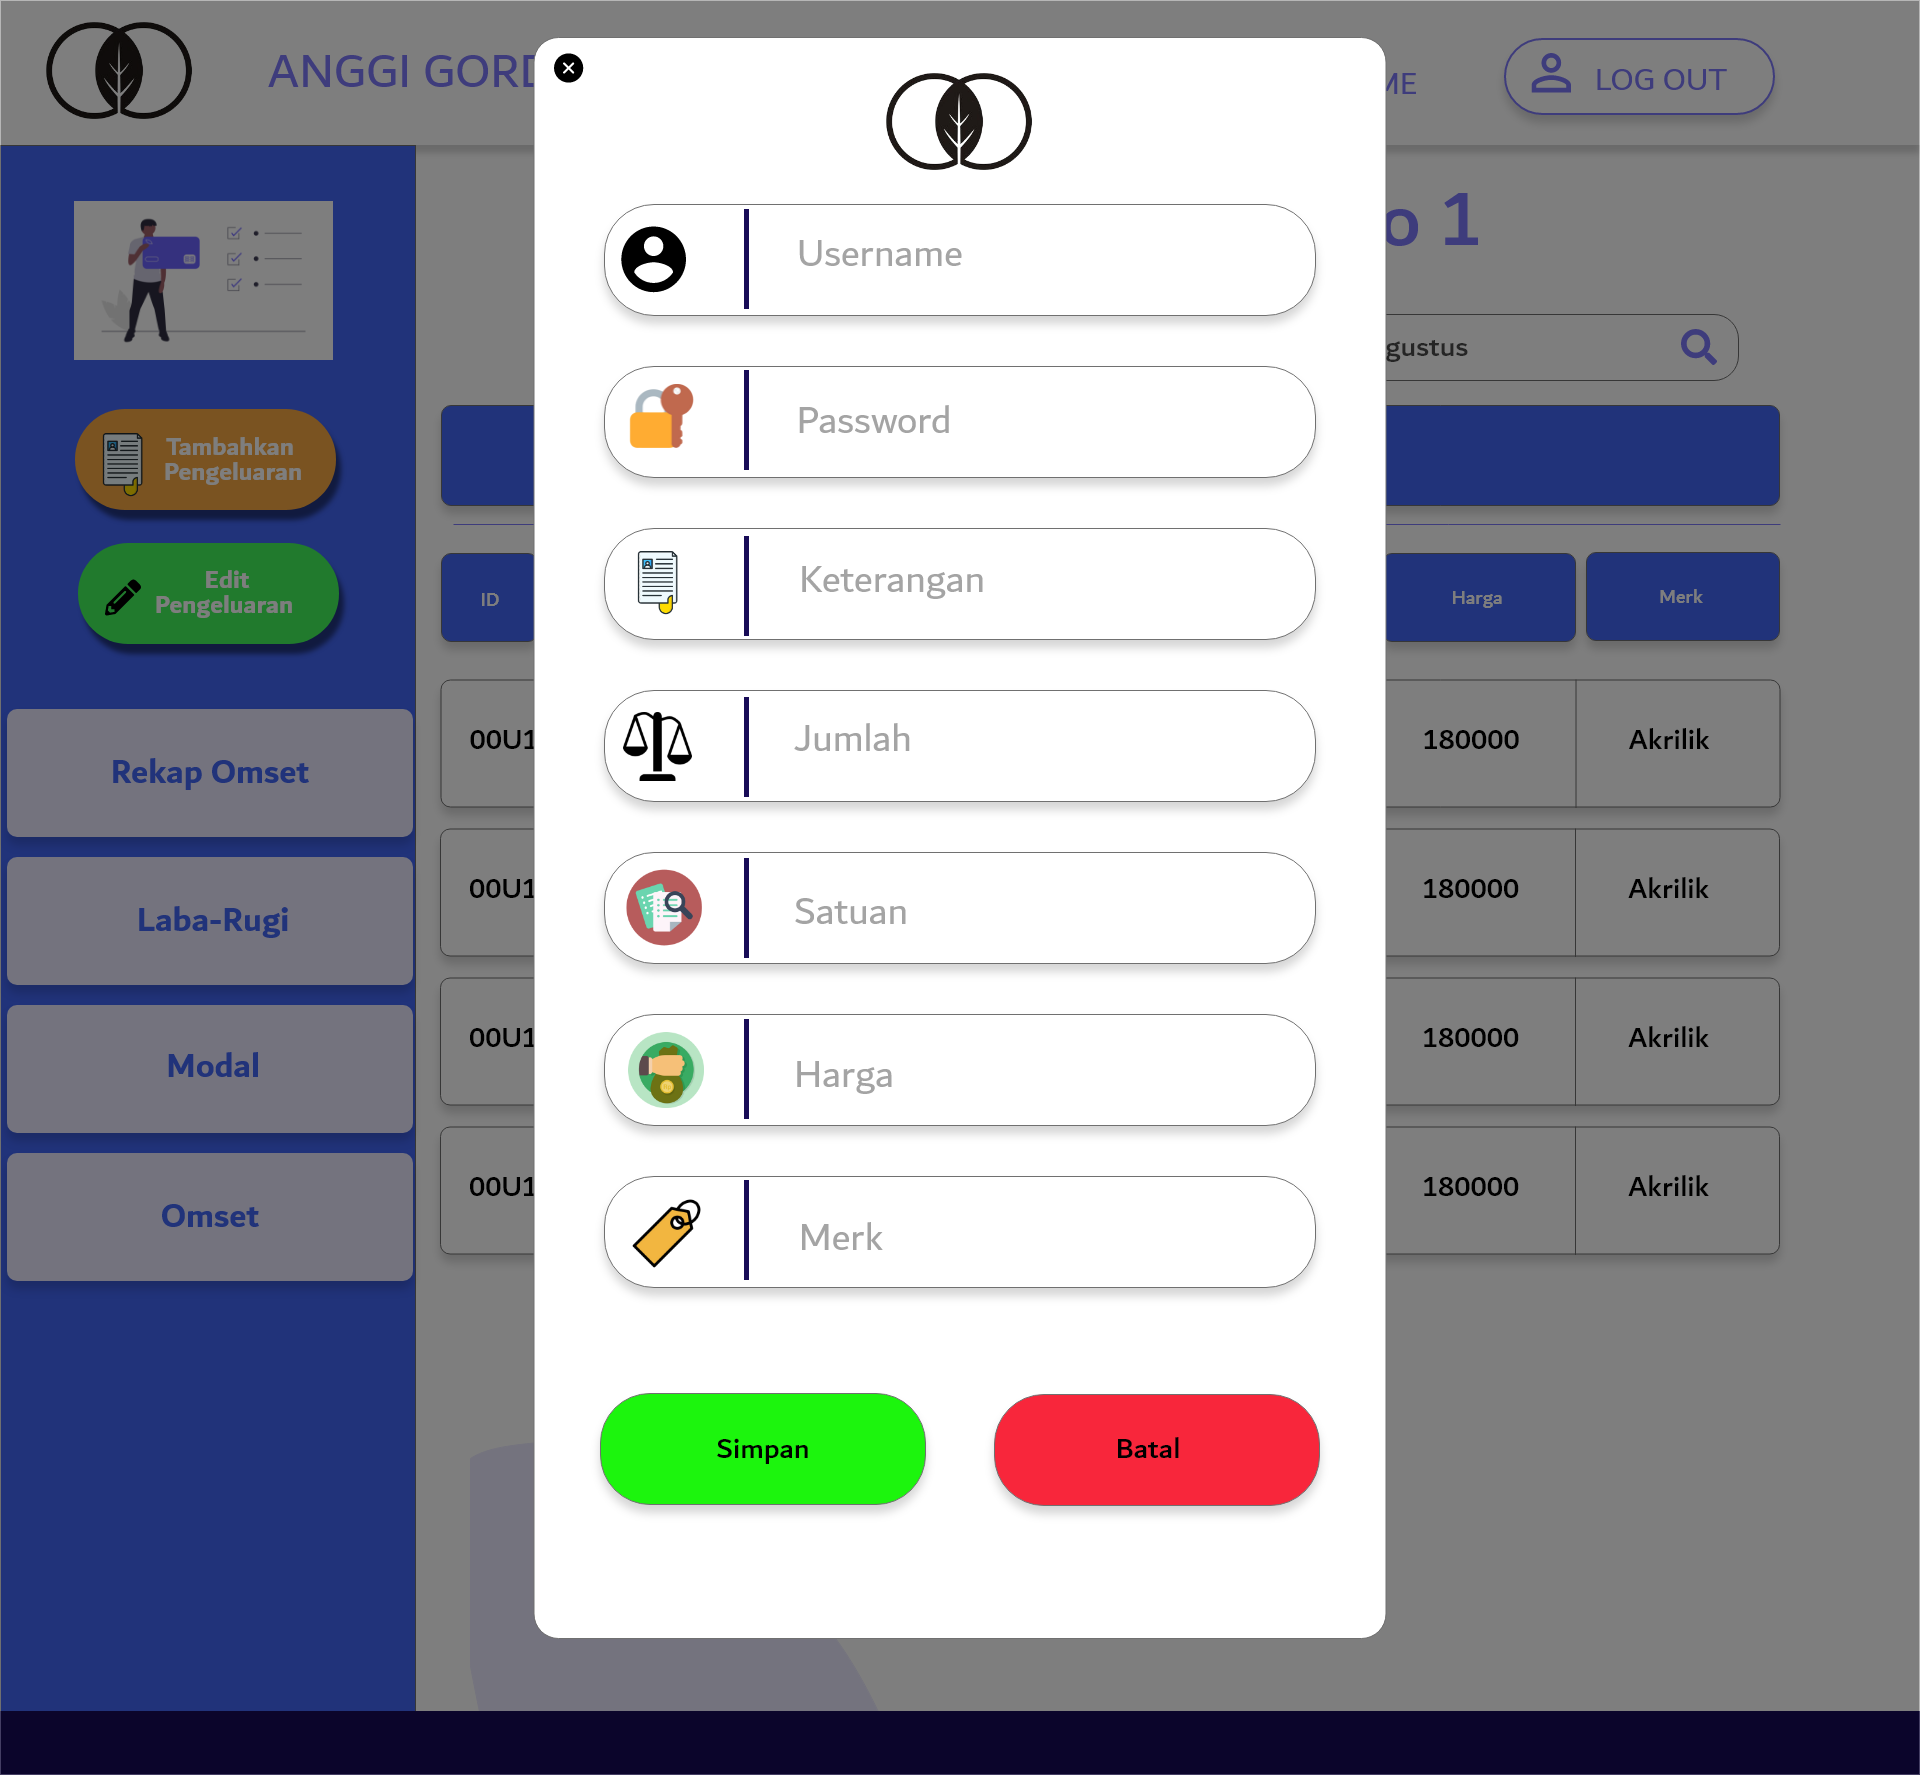 ANGGI GORD
ME
LOG OUT
o 1
gustus
Tambahkan
Pengeluaran
Edit
Pengeluaran
Rekap Omset
Laba-Rugi
Modal
Omset
ID
Harga
Merk
00U1
180000
Akrilik
00U1
180000
Akrilik
00U1
180000
Akrilik
00U1
180000
Akrilik
Username
Password
Keterangan
Jumlah
Satuan
Harga
Merk
Simpan
Batal